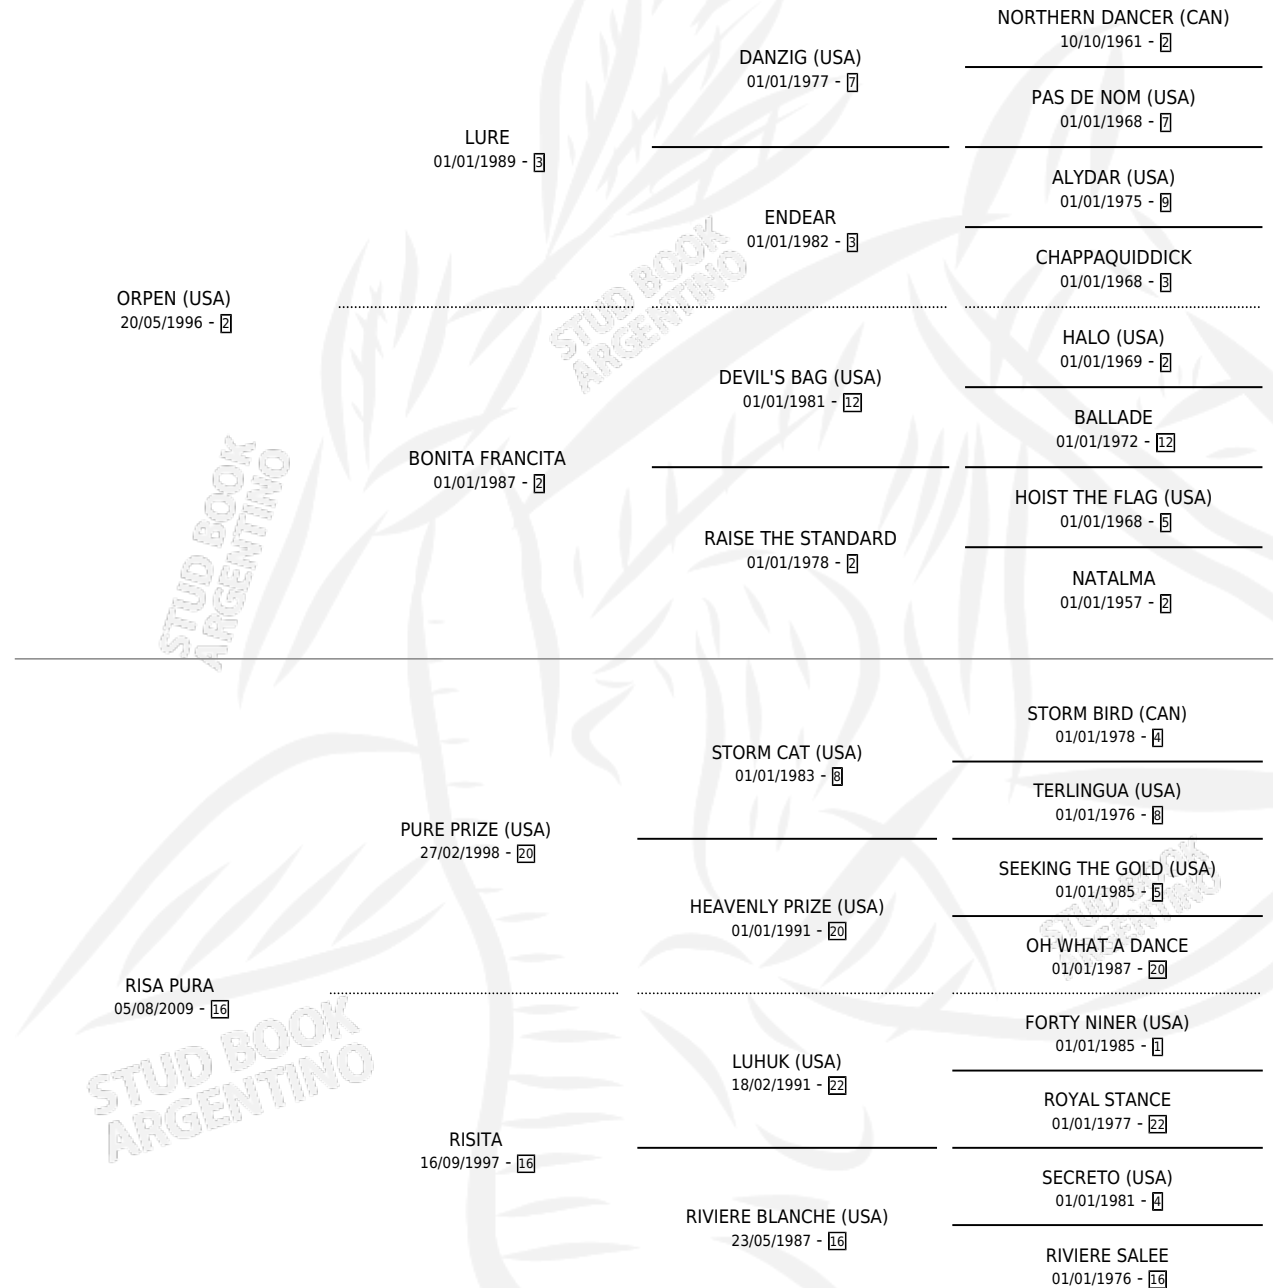 NORTHERN DANCER (CAN)
10/10/1961 - 2
DANZIG (USA)
01/01/1977 - 7
PAS DE NOM (USA)
01/01/1968 - 7
LURE
01/01/1989 - 3
ALYDAR (USA)
01/01/1975 - 9
ENDEAR
01/01/1982 - 3
CHAPPAQUIDDICK
01/01/1968 - 3
ORPEN (USA)
20/05/1996 - 2
HALO (USA)
01/01/1969 - 2
DEVIL'S BAG (USA)
01/01/1981 - 12
BALLADE
01/01/1972 - 12
BONITA FRANCITA
01/01/1987 - 2
HOIST THE FLAG (USA)
01/01/1968 - 5
RAISE THE STANDARD
01/01/1978 - 2
NATALMA
01/01/1957 - 2
STORM BIRD (CAN)
01/01/1978 - 4
STORM CAT (USA)
01/01/1983 - 8
TERLINGUA (USA)
01/01/1976 - 8
PURE PRIZE (USA)
27/02/1998 - 20
SEEKING THE GOLD (USA)
01/01/1985 - 5
HEAVENLY PRIZE (USA)
01/01/1991 - 20
OH WHAT A DANCE
01/01/1987 - 20
RISA PURA
05/08/2009 - 16
FORTY NINER (USA)
01/01/1985 - 1
LUHUK (USA)
18/02/1991 - 22
ROYAL STANCE
01/01/1977 - 22
RISITA
16/09/1997 - 16
SECRETO (USA)
01/01/1981 - 4
RIVIERE BLANCHE (USA)
23/05/1987 - 16
RIVIERE SALEE
01/01/1976 - 16
STUD BOOK
ARGENTINO
STUD BOOK
ARGENTINO
STUD BOOK
ARGENTINO
STUD BOOK
ARGENTINO